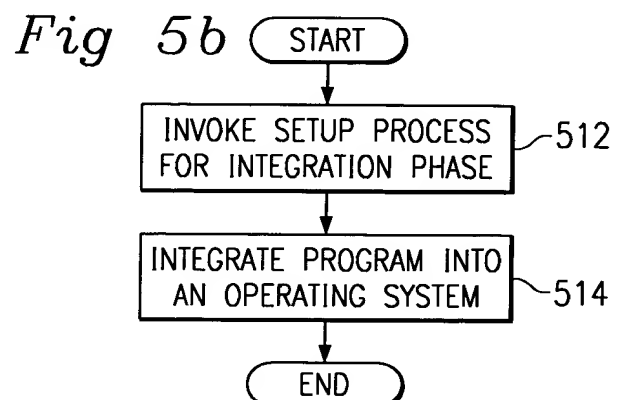 Fig 5b
START
INVOKE SETUP PROCESS
FOR INTEGRATION PHASE
512
INTEGRATE PROGRAM INTO
AN OPERATING SYSTEM
514
END